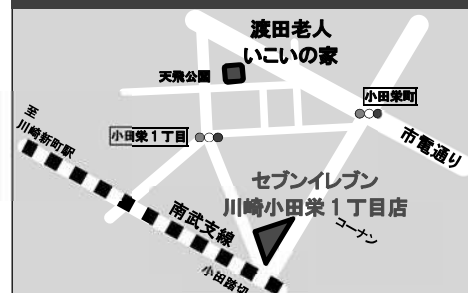 渡田老人
いこいの家
天飛公園
小田栄町
小田栄1丁目
市電通り
至
川崎新町駅
セブンイレブン
川崎小田栄1丁目店
南武支線
コーナン
小田踏切